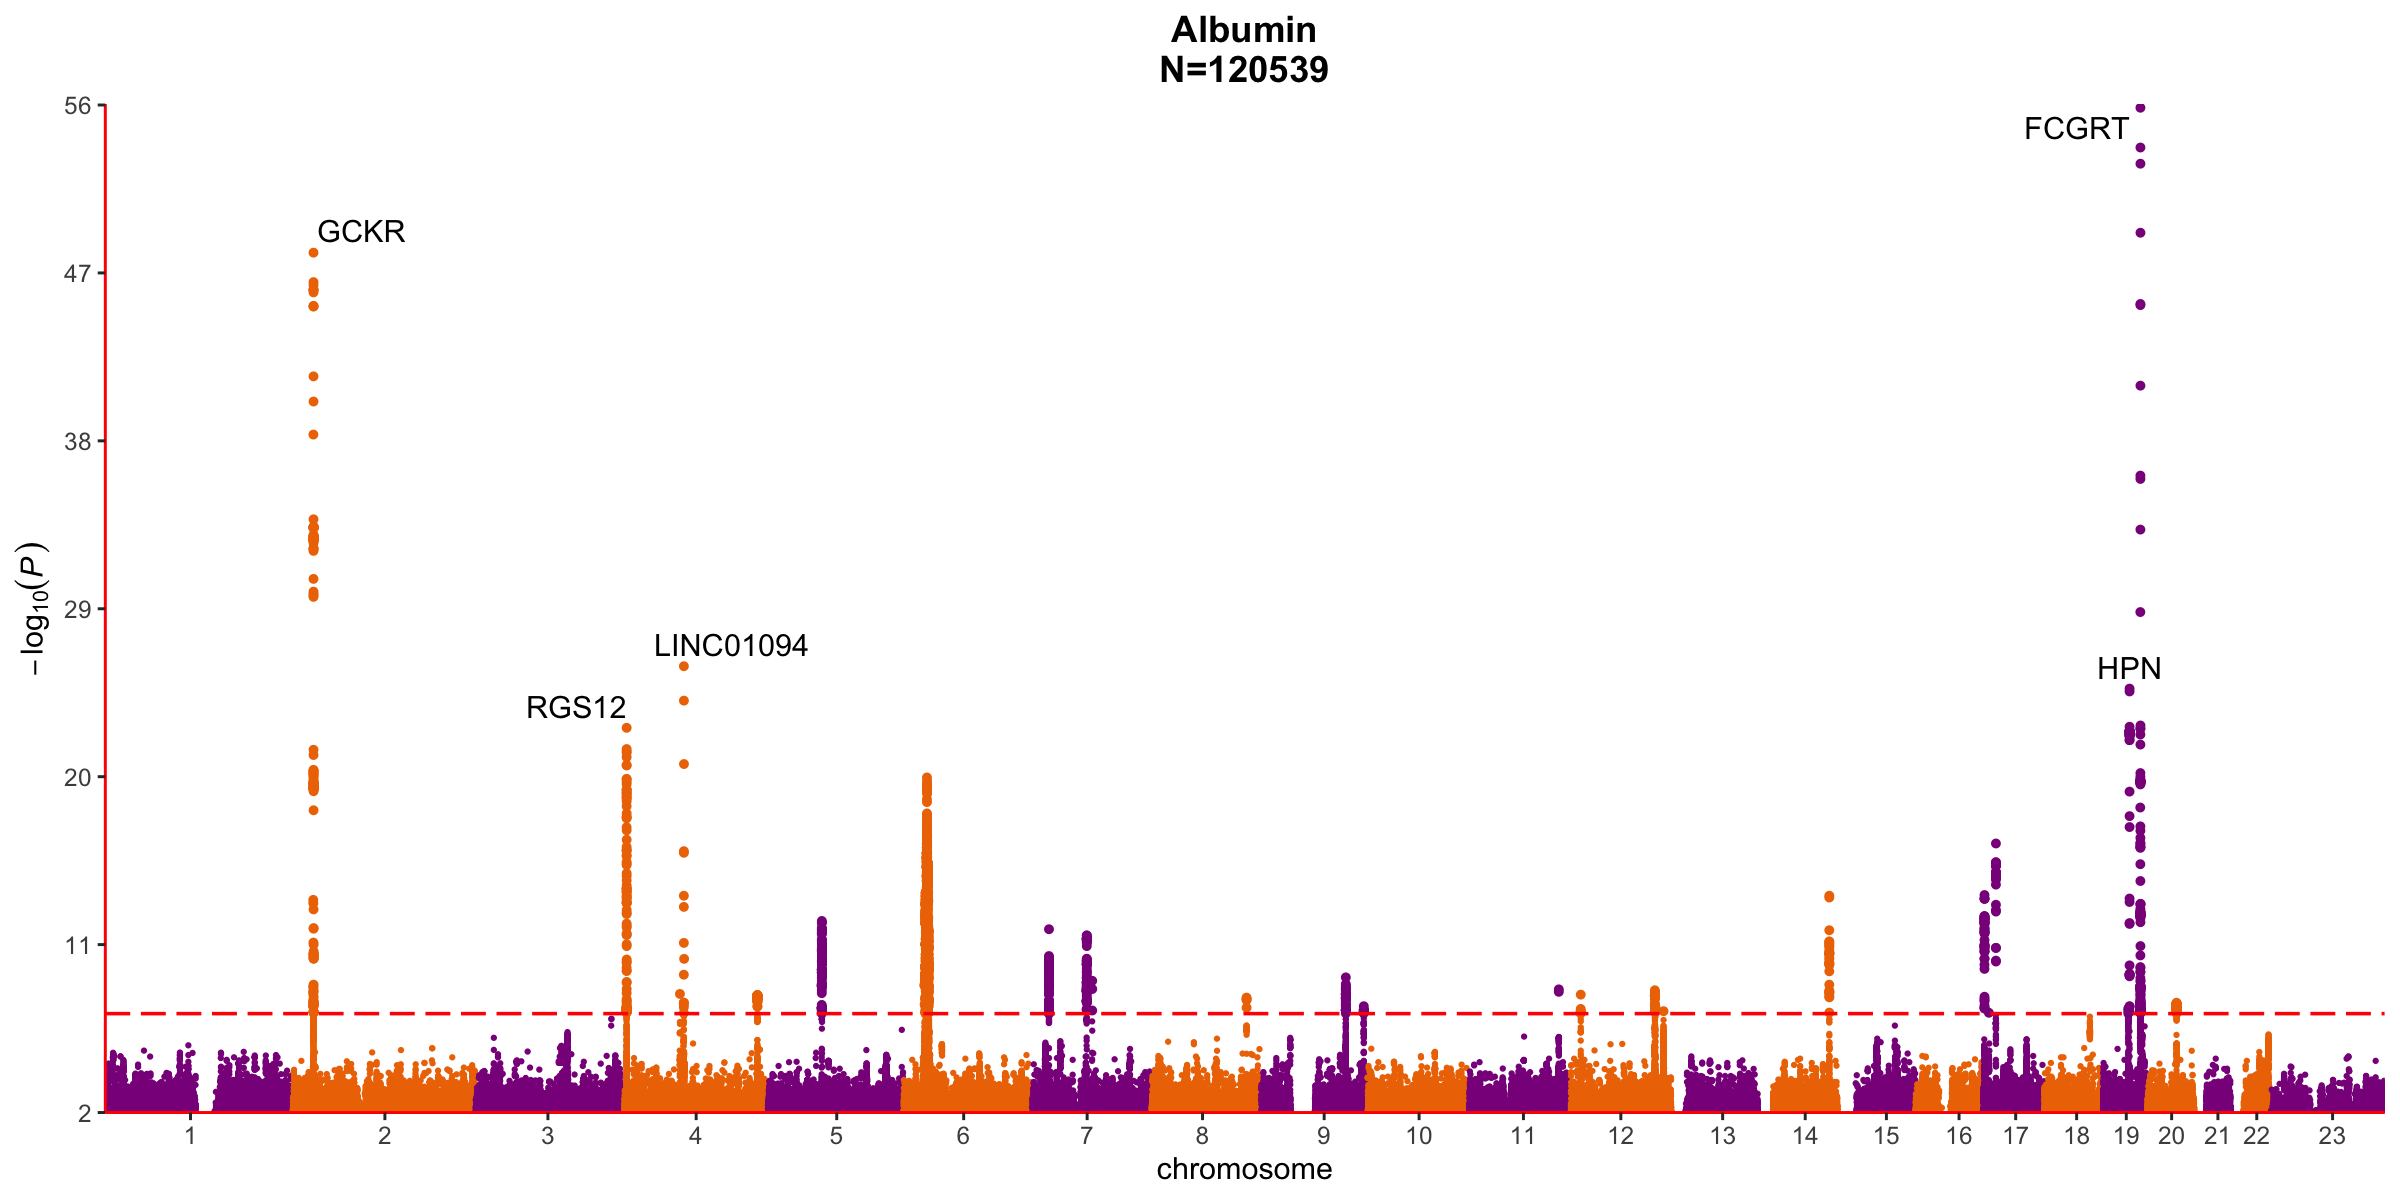 Albumin
N=120539
56
47
38
29
20
11
2
−log10(P)
GCKR
RGS12
LINC01094
FCGRT
HPN
1 2 3 4 5 6 7 8 9 10 11 12 13 14 15 16 17 18 19 20 21 22 23
chromosome